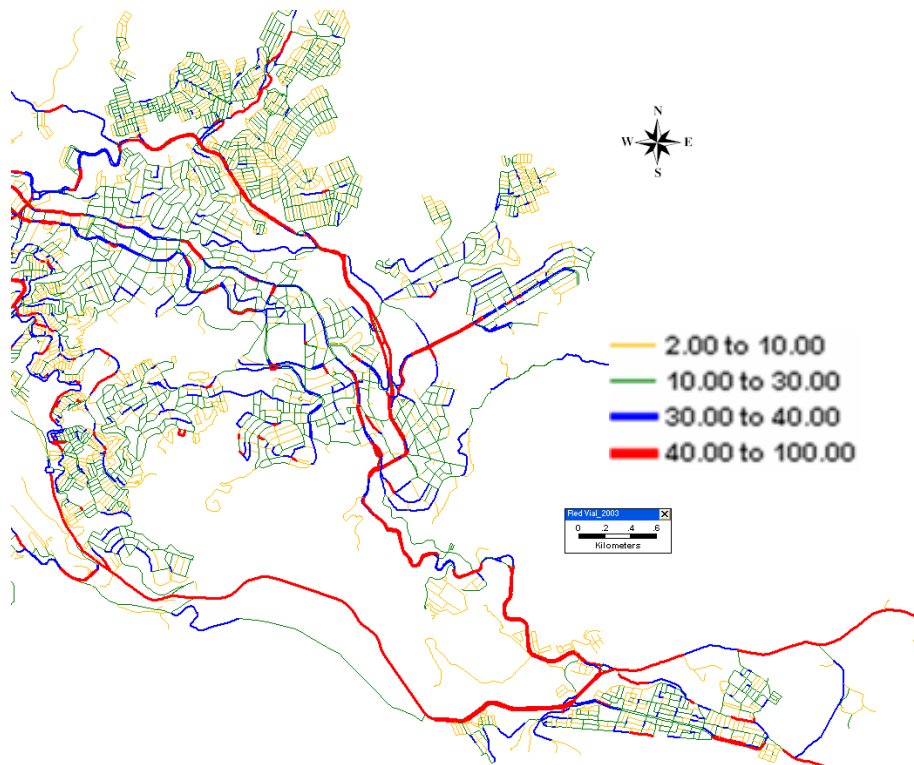 N
W E
S
2.00 to 10.00
10.00 to 30.00
30.00 to 40.00
40.00 to 100.00
Red Vial_2003
0 .2 .4 .6
Kilometers